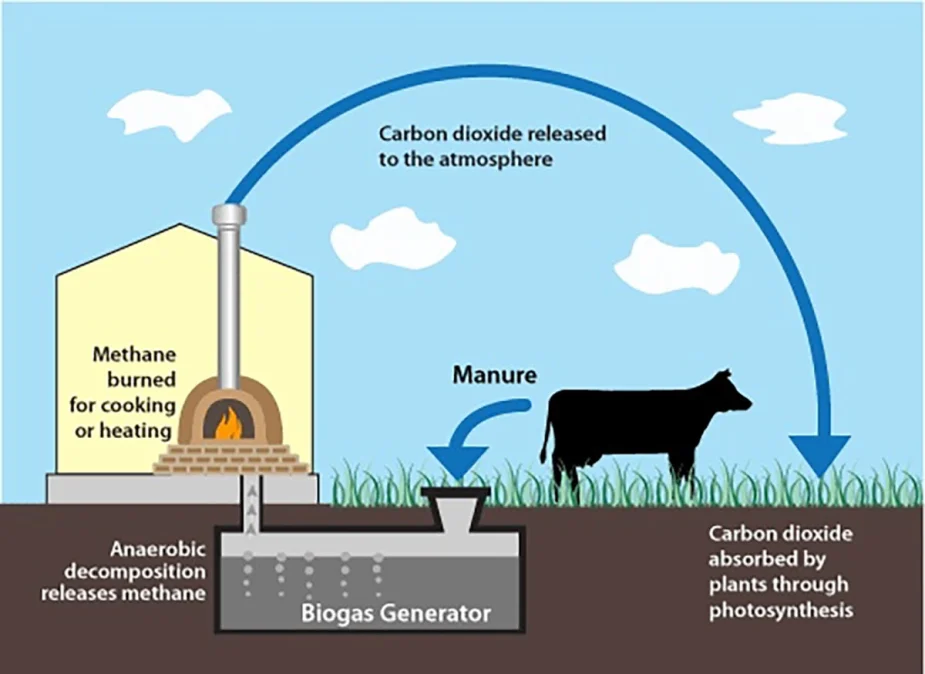 Carbon dioxide released
to the atmosphere
Methane
burned
for cooking
or heating
Manure
Anaerobic
decomposition
releases methane
Biogas Generator
Carbon dioxide
absorbed by
plants through
photosynthesis